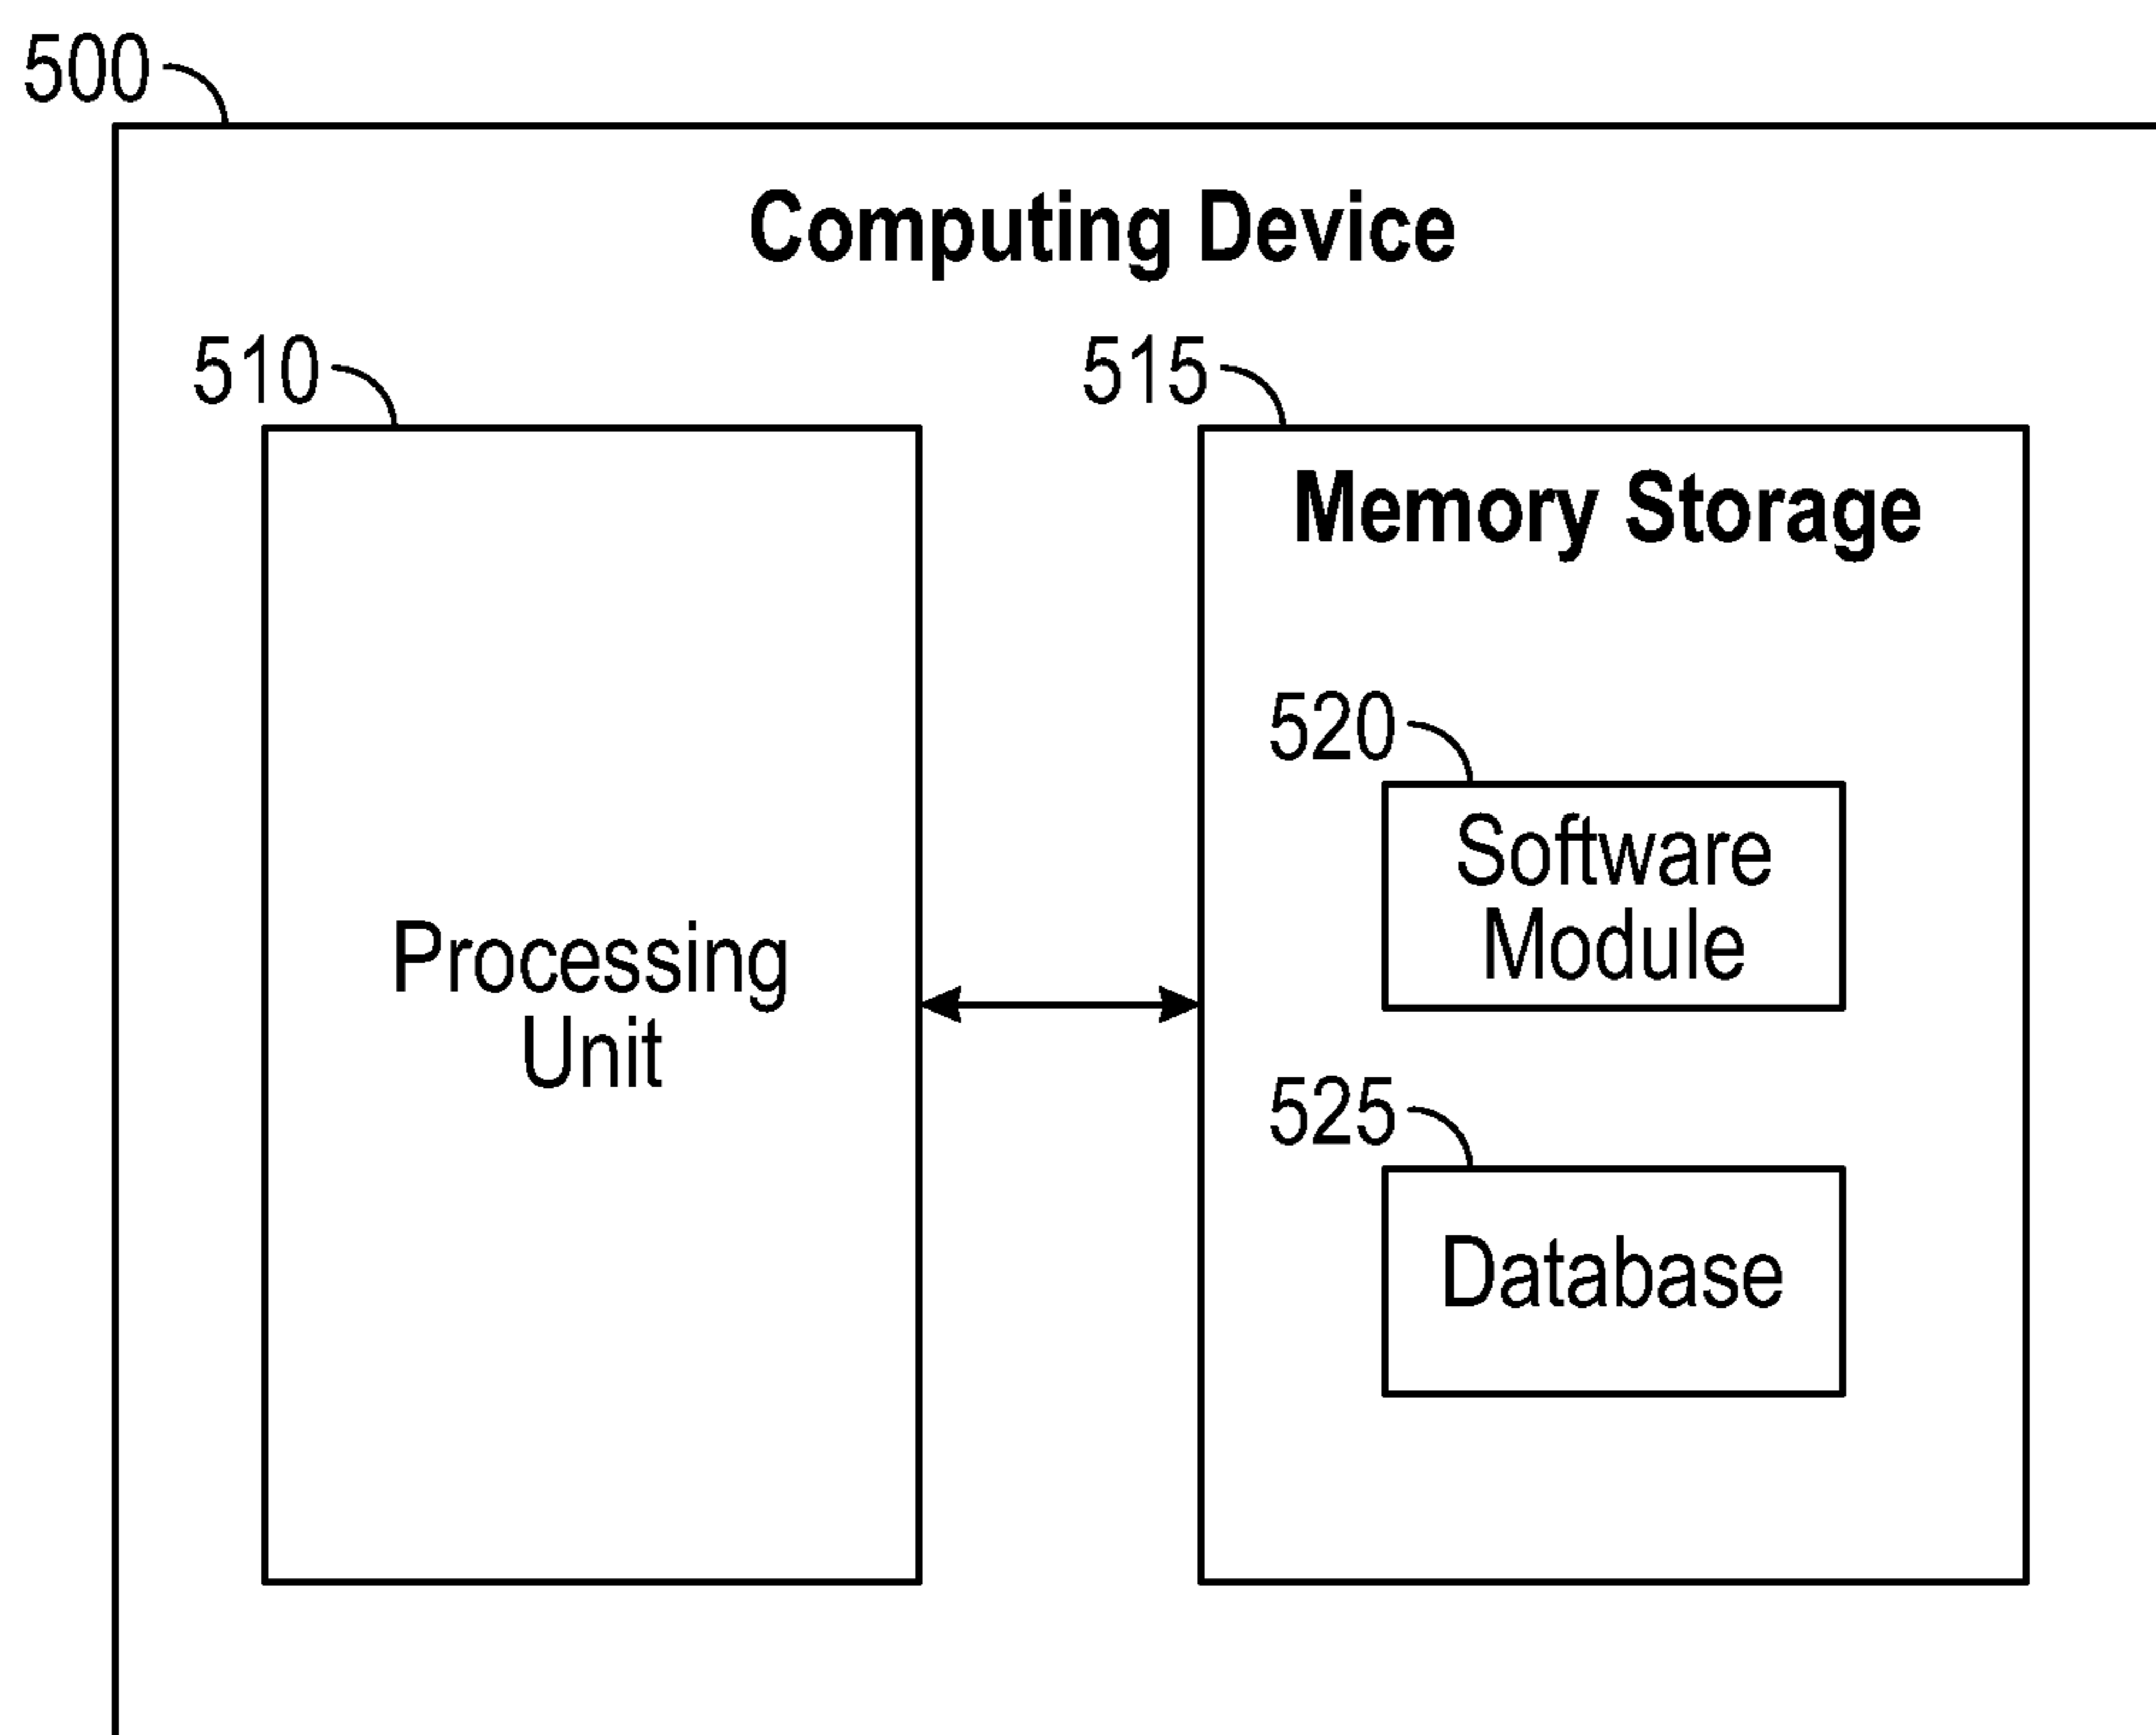 500
Computing Device
510
515
Memory Storage
520
Software
Module
Processing
Unit
525
Database